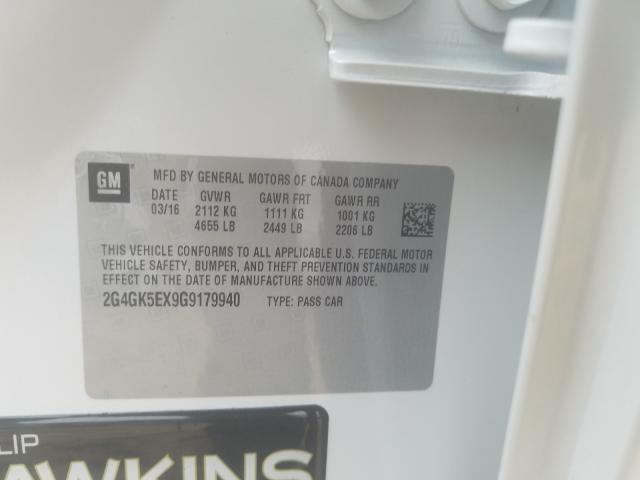 GM
MFD BY GENERAL MOTORS OF CANADA COMPANY
DATE GVWR GAWR FRT GAWR RR
03/16 2112 KG 1111 KG 1001 KG
4655 LB 2449 LB 2206 LB
THIS VEHICLE CONFORMS TO ALL APPLICABLE U.S. FEDERAL MOTOR
VEHICLE SAFETY, BUMPER, AND THEFT PREVENTION STANDARDS IN
EFFECT ON THE DATE OF MANUFACTURE SHOWN ABOVE.
2G4GK5EX9G9179940 TYPE: PASS CAR
LIP
AWKINS